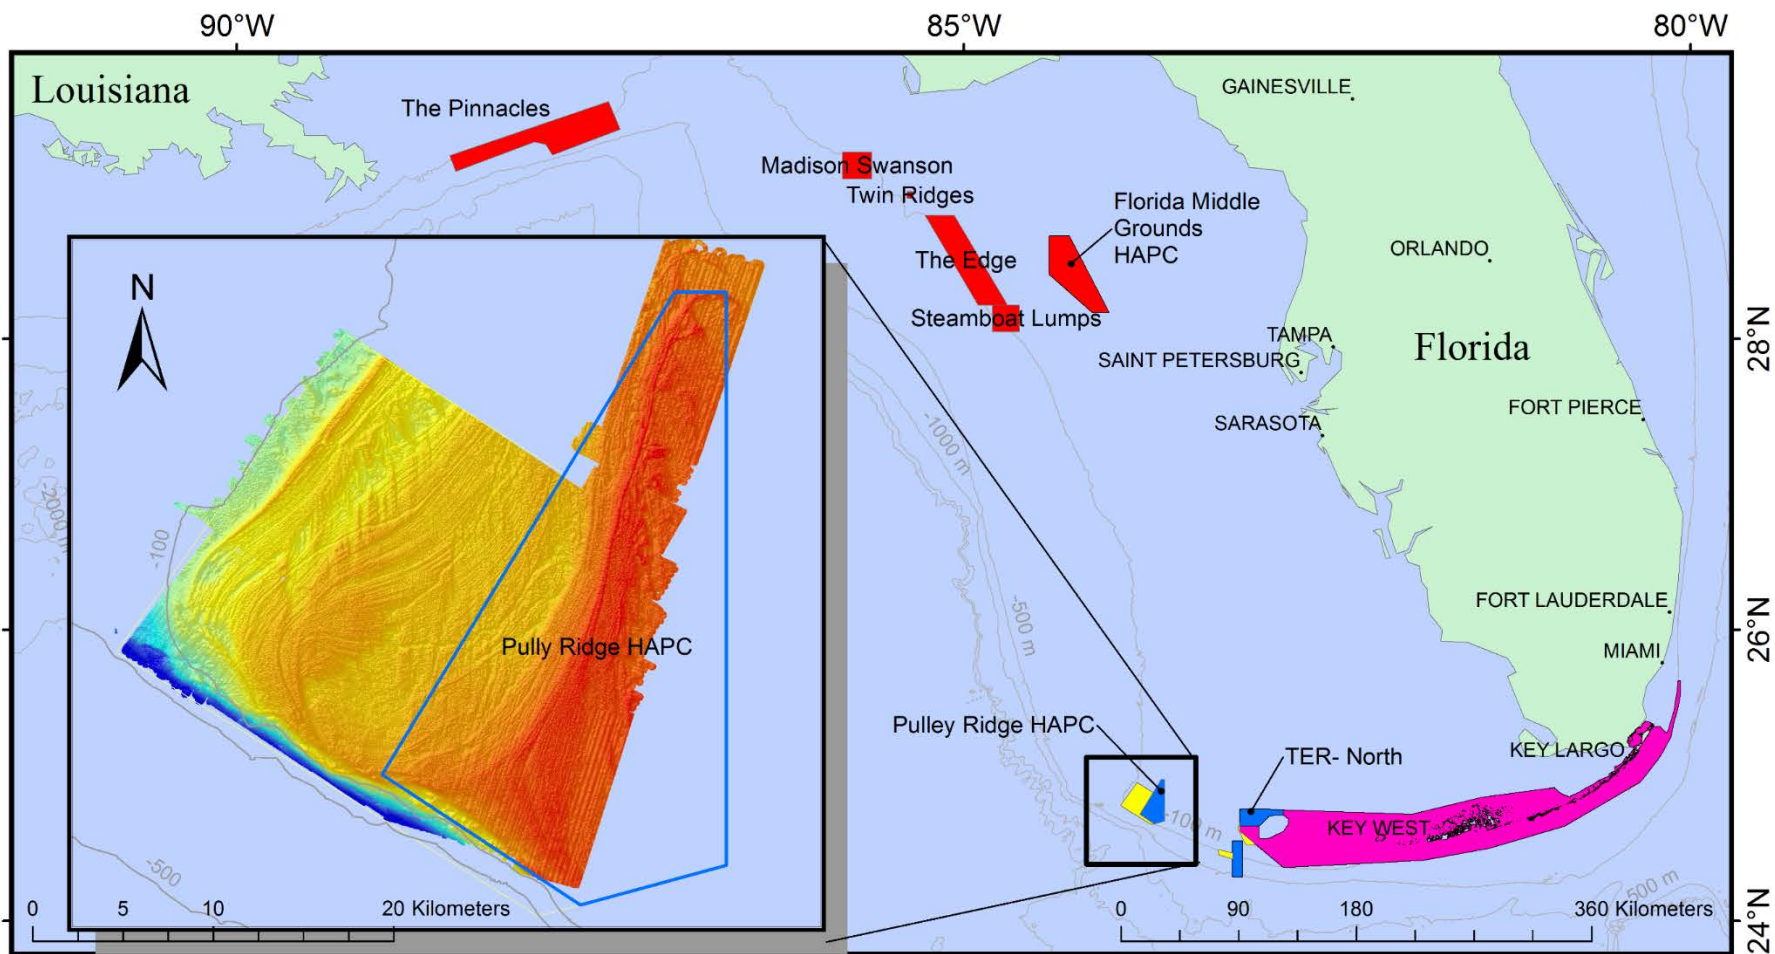 90°W
85°W
80°W
Louisiana
GAINESVILLE
The Pinnacles
Madison Swanson
Twin Ridges
Florida Middle
Grounds
HAPC
ORLANDO
The Edge
Steamboat Lumps
TAMPA
28°N
SAINT PETERSBURG
Florida
N
FORT PIERCE
SARASOTA
-1000 m
-2000 m
-100
-500 m
FORT LAUDERDALE
26°N
Pully Ridge HAPC
MIAMI
Pulley Ridge HAPC
KEY LARGO
TER- North
-100 m
KEY WEST
-500
-500 m
0
5
10
20 Kilometers
0
90
180
360 Kilometers
24°N